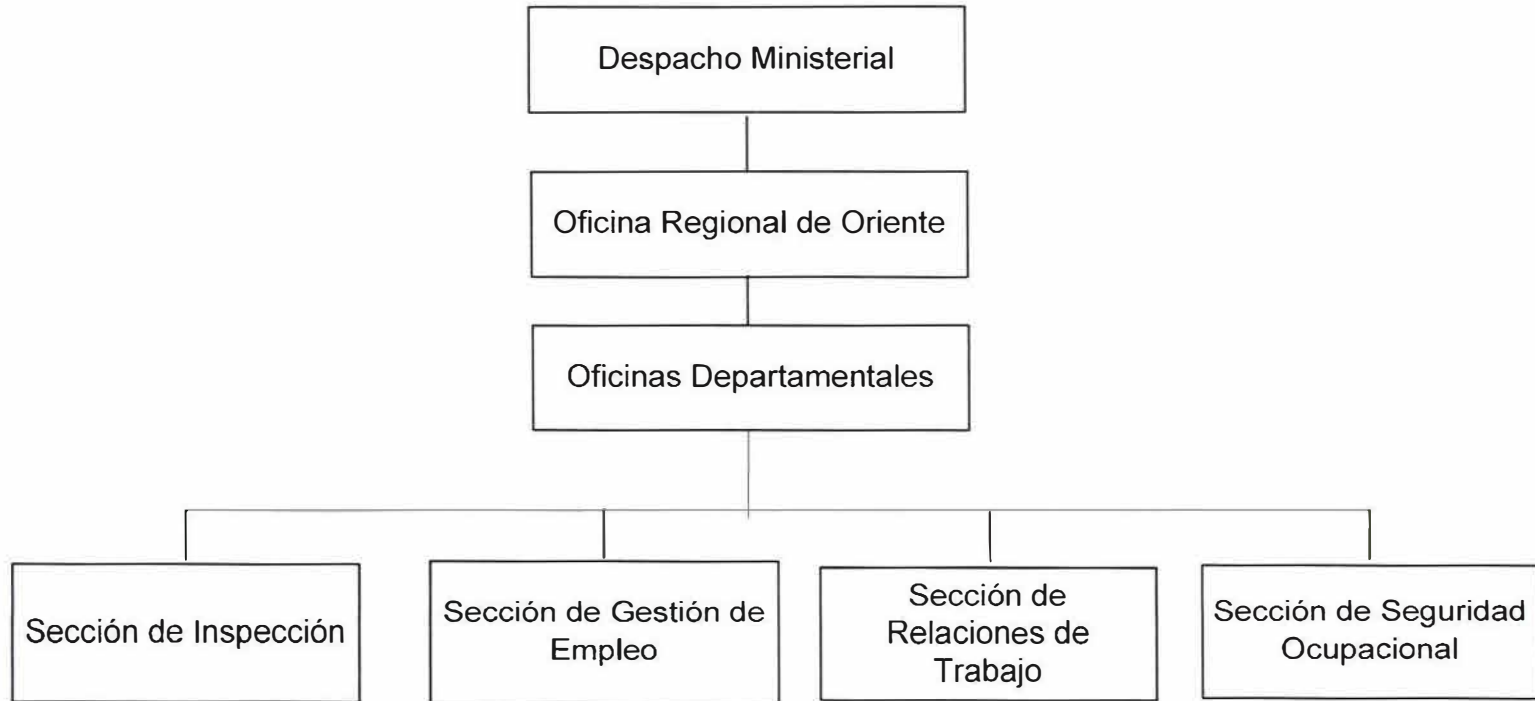 Despacho Ministerial
Oficina Regional de Oriente
Oficinas Departamentales
Sección de Inspección
Sección de Gestión de
Empleo
Sección de
Relaciones de
Trabajo
Sección de Seguridad
Ocupacional